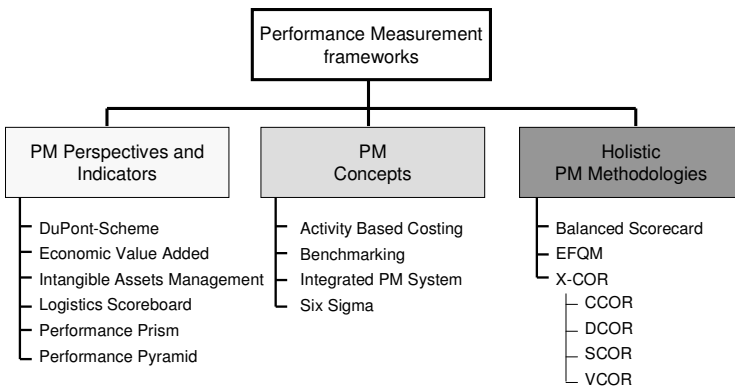 Performance Measurement
frameworks
PM Perspectives and
Indicators
DuPont-Scheme
Economic Value Added
Intangible Assets Management
Logistics Scoreboard
Performance Prism
Performance Pyramid
PM
Concepts
Activity Based Costing
Benchmarking
Integrated PM System
Six Sigma
Holistic
PM Methodologies
Balanced Scorecard
EFQM
X-COR
CCOR
DCOR
SCOR
VCOR